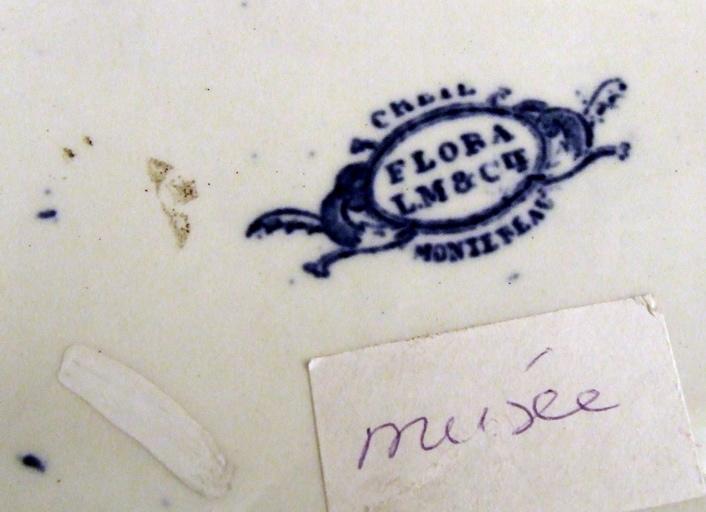 CREIL
FLORA
L.M & CIE
MONTEREAU
musée